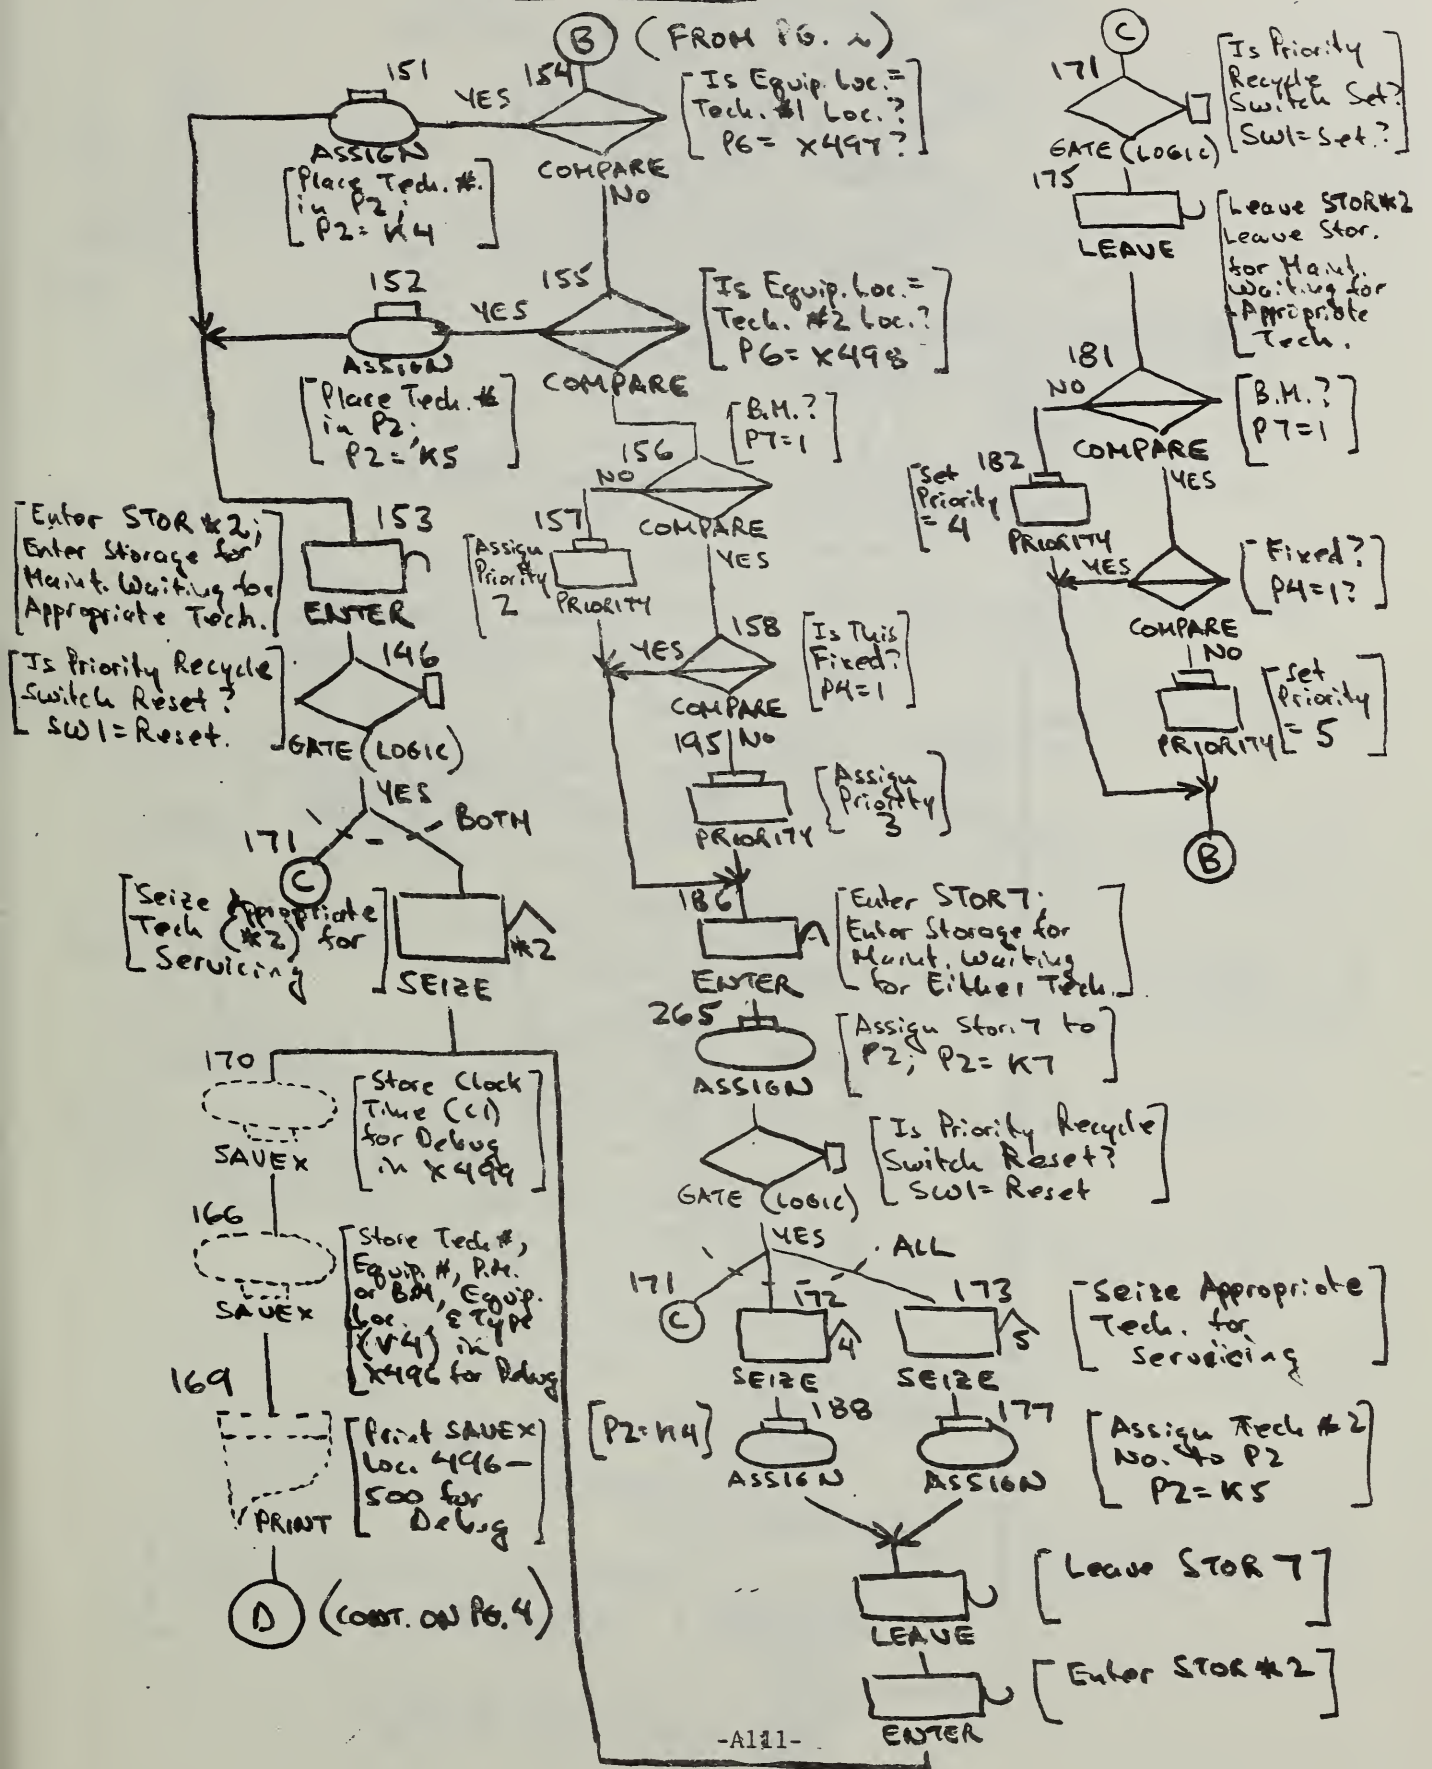 B (FROM PG. 2)
154
[Is Equip. Loc.=
Tech. #1 Loc.?
P6= X497?]
YES
COMPARE
NO
151
ASSIGN
[Place Tech. #.
in P2;
P2= K4]
155
[Is Equip. Loc.=
Tech. #2 Loc.?
P6= X498]
YES
COMPARE
152
ASSIGN
[Place Tech. #
in P2;
P2= K5]
153
[Enter STOR *2;
Enter Storage for
Maint. Waiting for
Appropriate Tech.]
ENTER
146
[Is Priority Recycle
Switch Reset?
SW1=Reset.]
GATE (LOGIC)
YES
BOTH
171
C
[Seize Appropriate
Tech (*2) for
Servicing]
*2
SEIZE
170
[Store Clock
Time (C1)
for Debug
in X499]
SAVEX
166
[Store Tech #,
Equip. #, P.M.
or B.M, Equip.
Loc., & Type
(V4) in
X496 for Debug]
SAVEX
169
[Print SAVEX
Loc. 496-
500 for
Debug]
PRINT
D (CONT. ON PG. 4)
156
[B.M.?
P7=1]
NO
COMPARE
YES
157
[Assign
Priority
2
PRIORITY
158
[Is This
Fixed?
P4=1]
YES
COMPARE
195 NO
[Assign
Priority
3]
PRIORITY
186
[Enter STOR 7;
Enter Storage for
Maint. Waiting
for Either Tech.]
ENTER
265
[Assign Stor. 7 to
P2; P2= K7]
ASSIGN
[Is Priority Recycle
Switch Reset?
SW1= Reset]
GATE (LOGIC)
YES
ALL
171
C
172
4
SEIZE
173
5
SEIZE
[Seize Appropriate
Tech. for
Servicing]
188
[P2=K4]
ASSIGN
177
ASSIGN
[Assign Tech #2
No. to P2
P2= K5]
[Leave STOR 7]
LEAVE
[Enter STOR *2]
ENTER
C
171
[Is Priority
Recycle
Switch Set?
SW1=Set?]
GATE (LOGIC)
175
[Leave STOR*2
Leave Stor.
for Maint.
Waiting for
Appropriate
Tech.
LEAVE
181
NO
[B.M.?
P7=1]
COMPARE
YES
182
[Set
Priority
= 4
PRIORITY
YES
[Fixed?
P4=1?]
COMPARE
NO
[Set
Priority
= 5]
PRIORITY
B